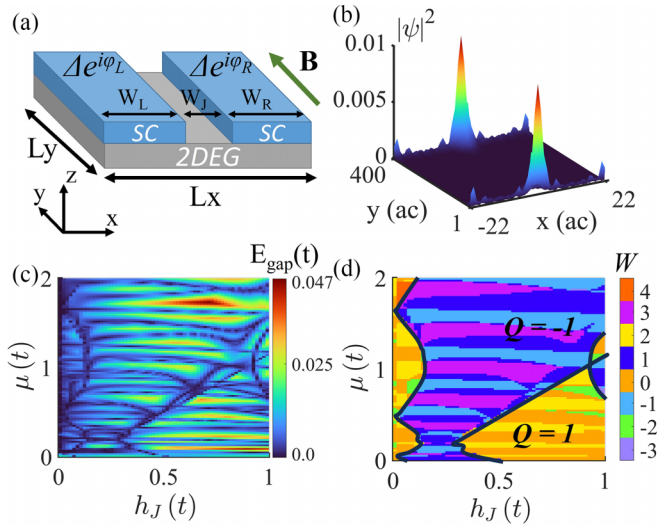 (a)
Δe^{iφ_L}
Δe^{iφ_R}
B
W_L
W_J
W_R
SC
SC
2DEG
Ly
Lx
z
y
x
(b)
|ψ|²
0.01
0.005
0
400
y (ac)
1
-22
x (ac)
22
(c)
E_gap(t)
2
1
0
μ (t)
0
0.5
1
h_J (t)
0.047
0.025
0
(d)
W
2
1
0
μ (t)
0
0.5
1
h_J (t)
Q = -1
Q = 1
4
3
2
1
0
-1
-2
-3